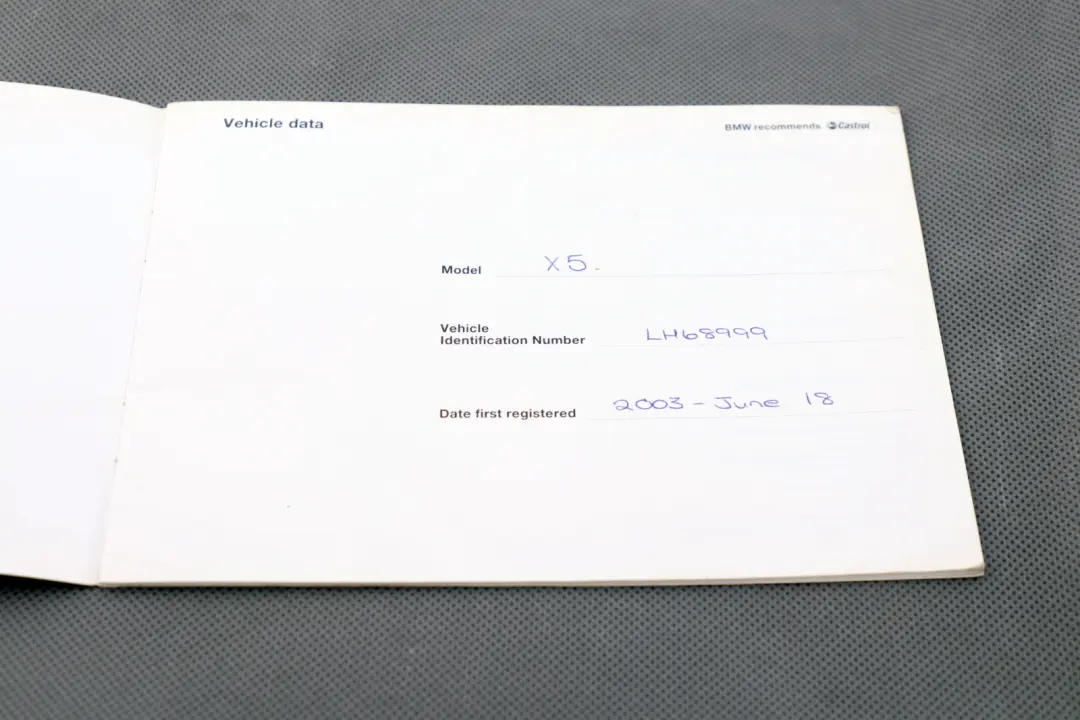 Vehicle data
BMW recommends Castrol
Model X5.
Vehicle
Identification Number LH68999
Date first registered 2003 - June 18